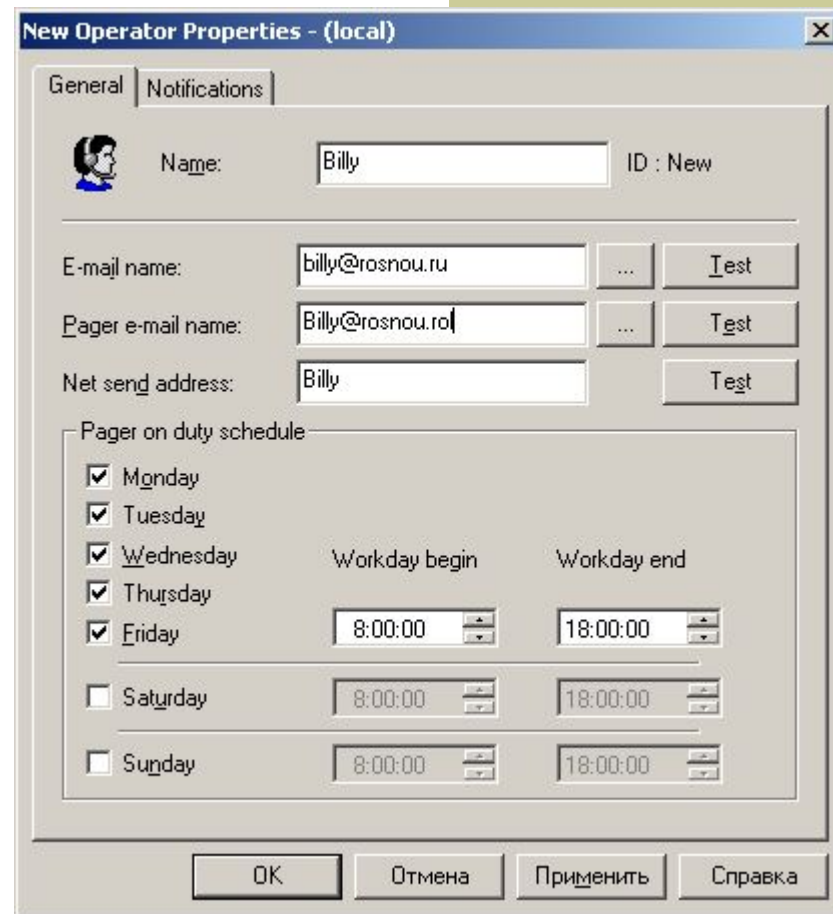 New Operator Properties - (local)
General Notifications
Name: Billy ID : New
E-mail name: billy@rosnou.ru ... Test
Pager e-mail name: Billy@rosnou.rol ... Test
Net send address: Billy Test
Pager on duty schedule
Monday
Tuesday
Wednesday Workday begin Workday end
Thursday
Friday 8:00:00 18:00:00
Saturday 8:00:00 18:00:00
Sunday 8:00:00 18:00:00
OK Отмена Применить Справка